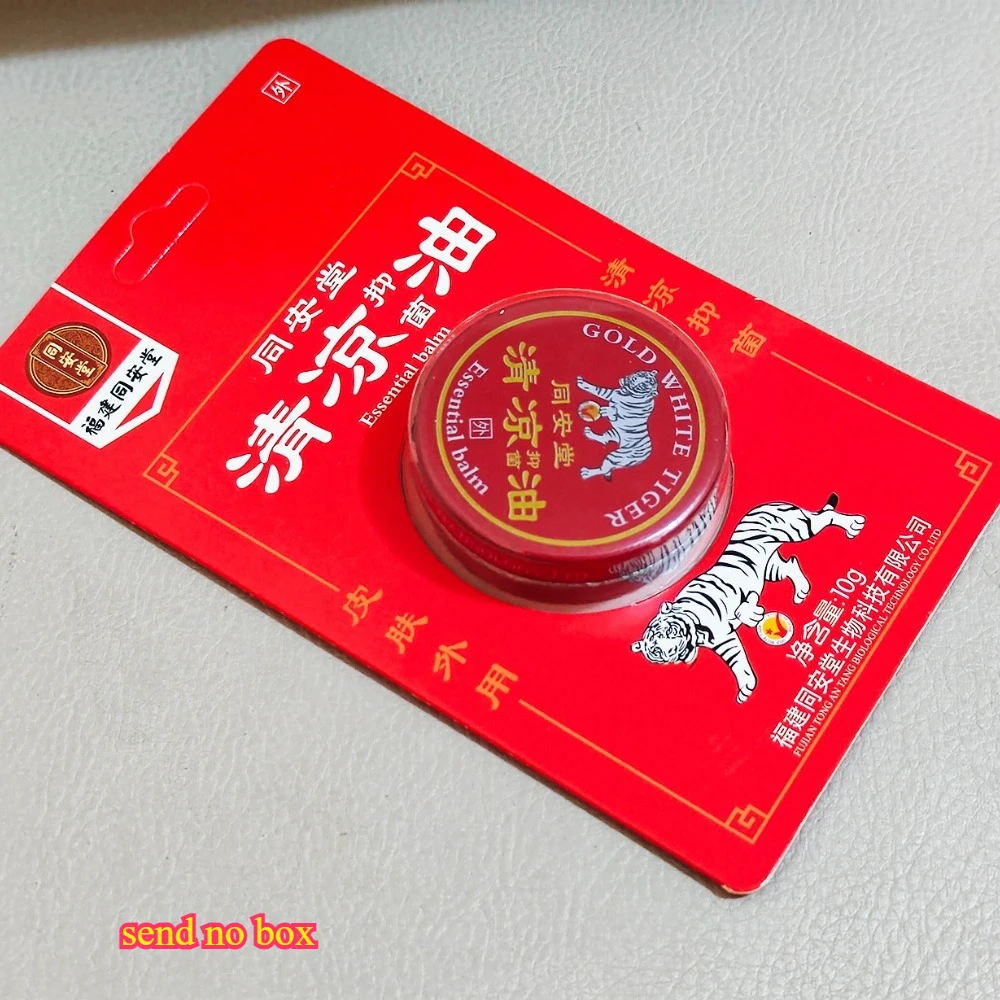 外
同安堂
福建同安堂
同安堂
清凉抑菌油
Essential balm
清凉抑菌
GOLD WHITE TIGER
同安堂
清凉抑菌油
外
Essential balm
皮肤外用
净含量:10g
福建同安堂生物科技有限公司
FUJIAN TONG AN TANG BIOLOGICAL TECHNOLOGY CO., LTD
send no box